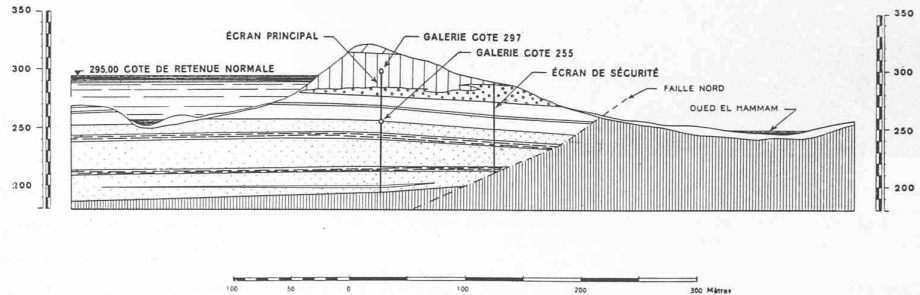 350
350
ÉCRAN PRINCIPAL
GALERIE COTE 297
GALERIE COTE 255
300
295.00 COTE DE RETENUE NORMALE
ÉCRAN DE SÉCURITÉ
300
FAILLE NORD
OUED EL HAMMAM
250
250
200
200
100
50
0
100
200
300 Mètres